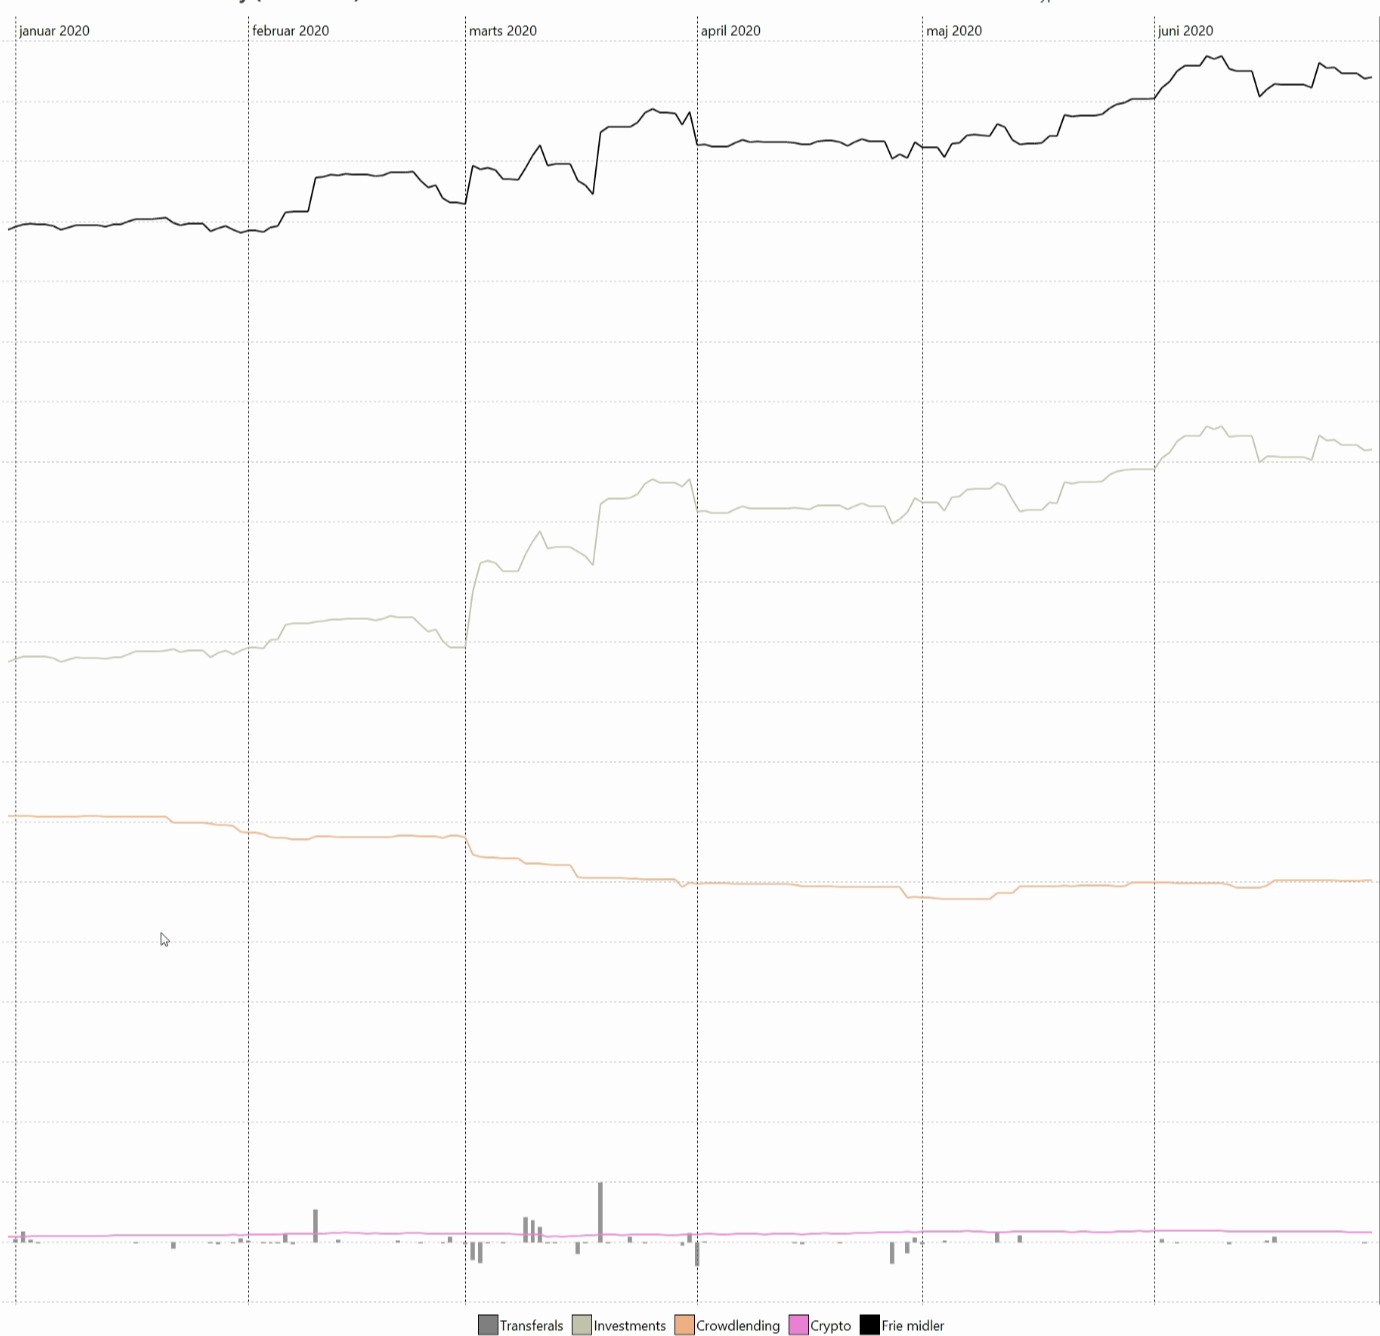 januar 2020
februar 2020
marts 2020
april 2020
maj 2020
juni 2020
Transferals
Investments
Crowdlending
Crypto
Frie midler